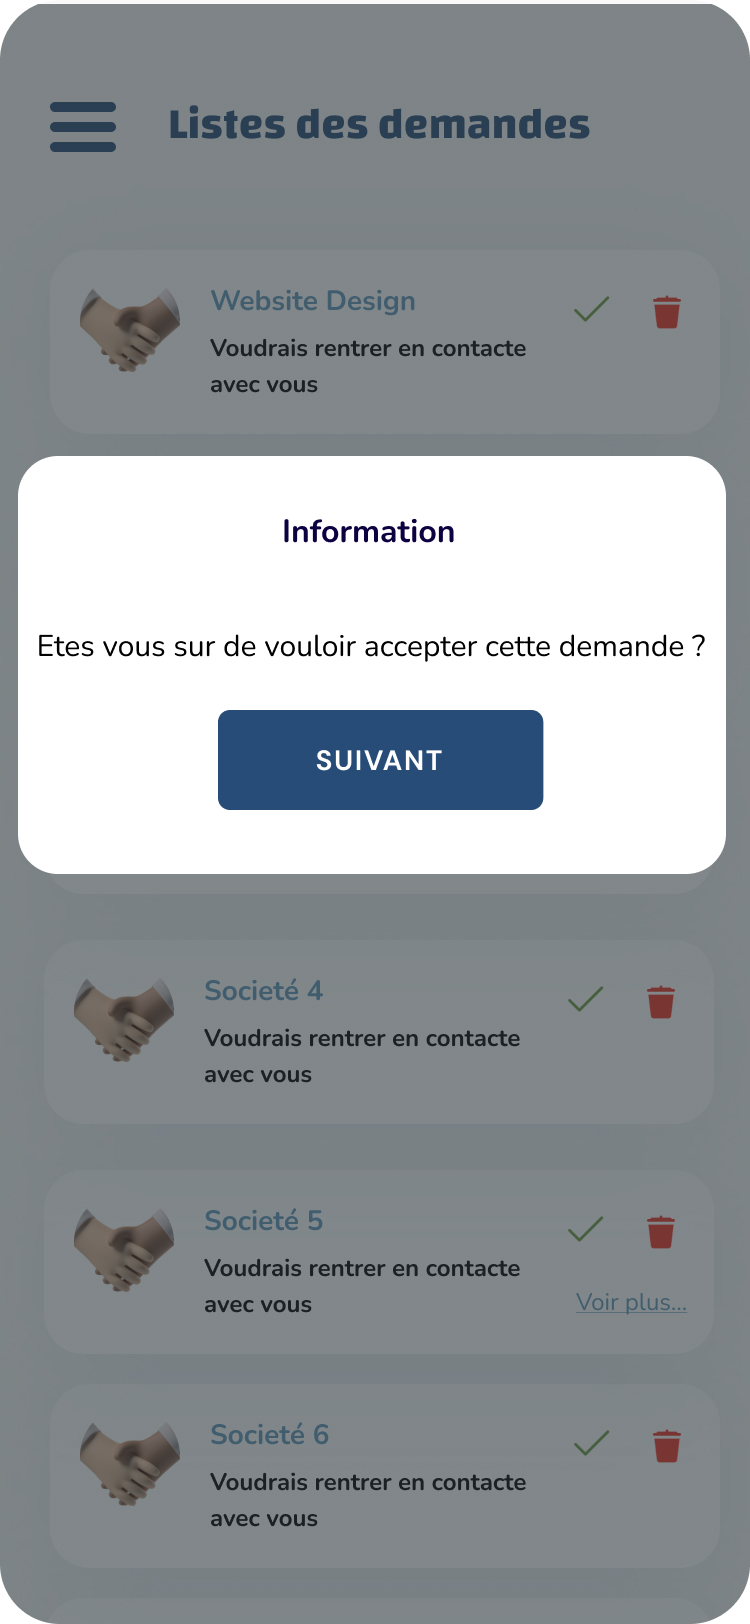 Listes des demandes
Website Design
Voudrais rentrer en contacte
avec vous
Information
Etes vous sur de vouloir accepter cette demande ?
SUIVANT
Societé 4
Voudrais rentrer en contacte
avec vous
Societé 5
Voudrais rentrer en contacte
avec vous
Voir plus...
Societé 6
Voudrais rentrer en contacte
avec vous